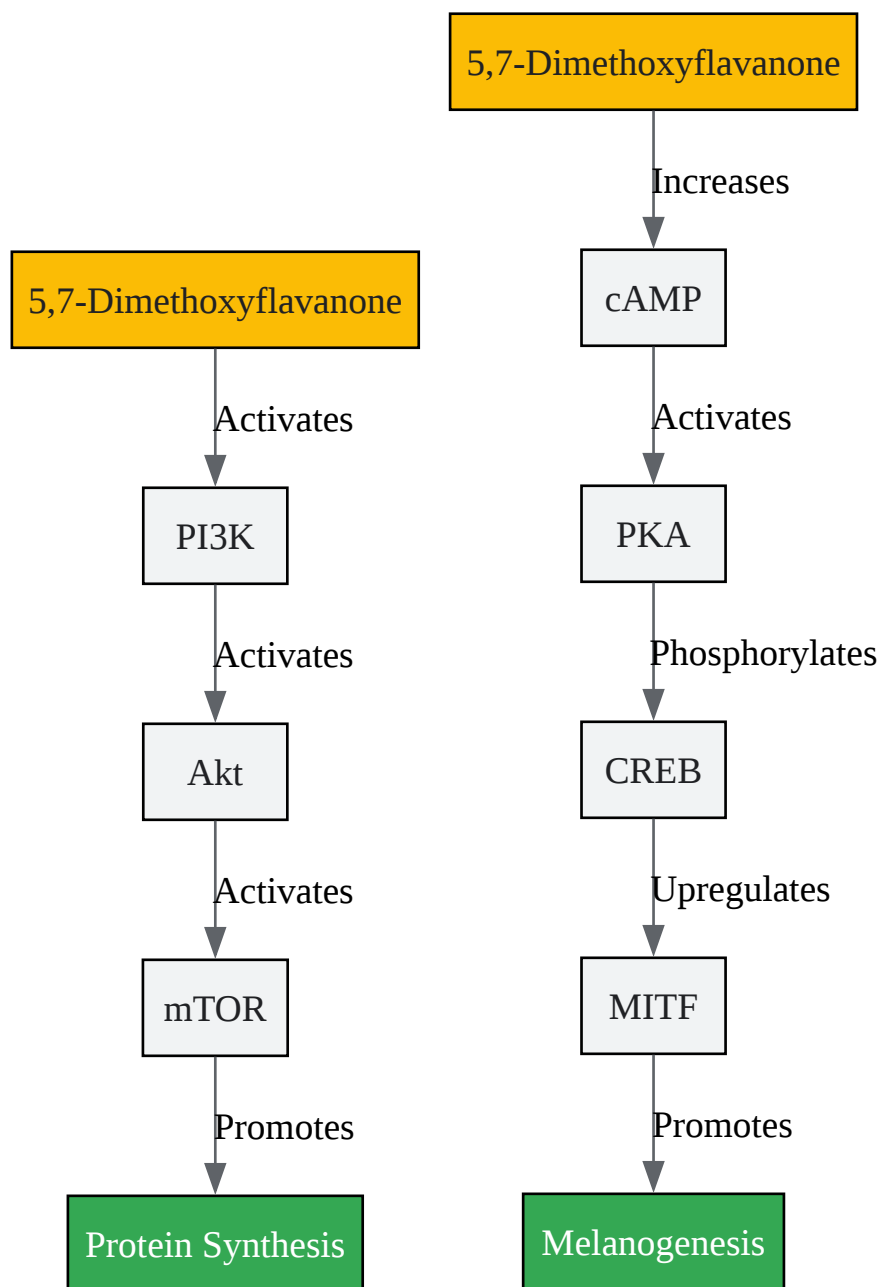 5,7-Dimethoxyflavanone
Activates
PI3K
Activates
Akt
Activates
mTOR
Promotes
Protein Synthesis
5,7-Dimethoxyflavanone
Increases
cAMP
Activates
PKA
Phosphorylates
CREB
Upregulates
MITF
Promotes
Melanogenesis